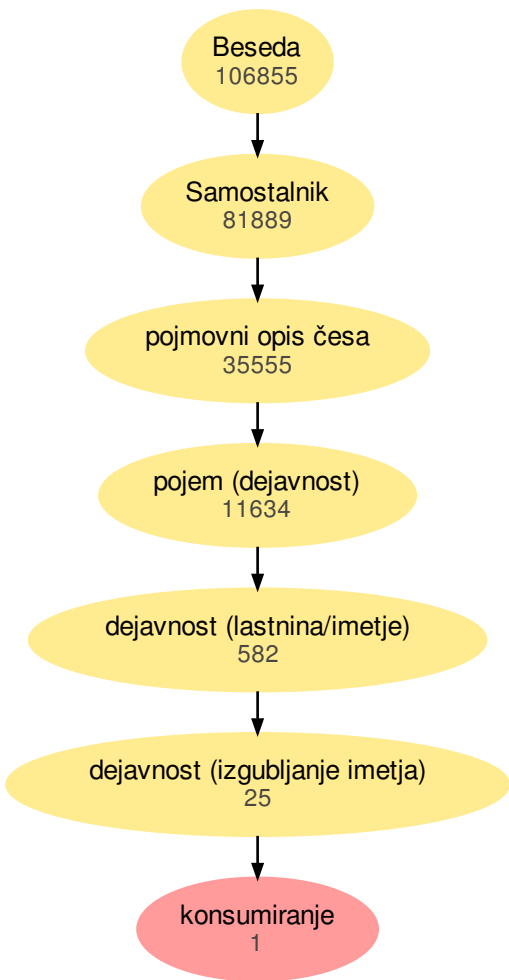 Beseda
106855
Samostalnik
81889
pojmovni opis česa
35555
pojem (dejavnost)
11634
dejavnost (lastnina/imetje)
582
dejavnost (izgubljanje imetja)
25
konsumiranje
1